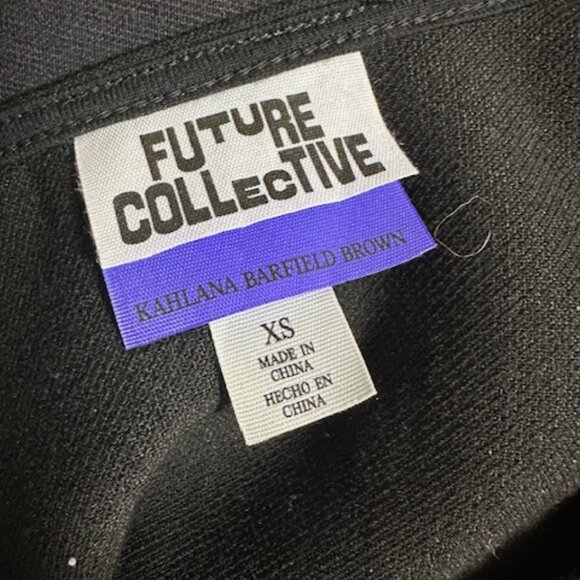 FUTURE
COLLECTIVE
KAHLANA BARFIELD BROWN
XS
MADE IN
CHINA
HECHO EN
CHINA